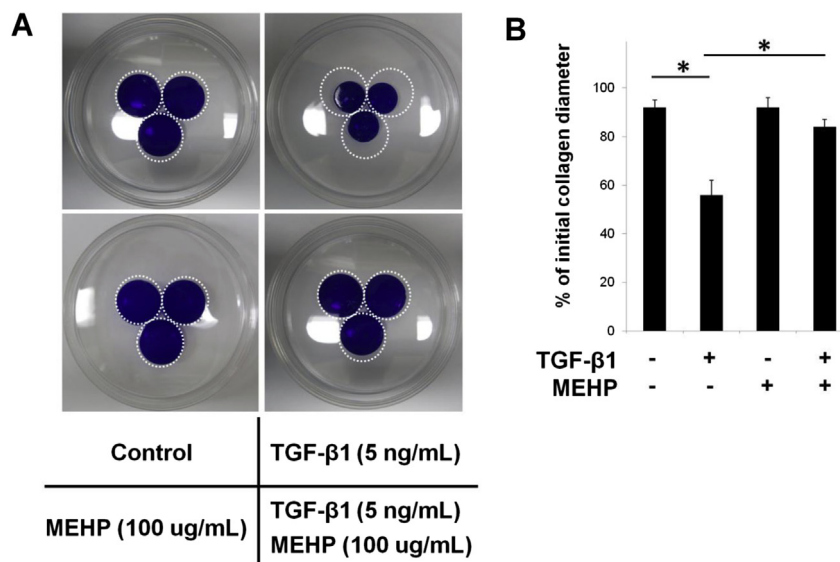 A
Control
TGF-β1 (5 ng/mL)
MEHP (100 ug/mL)
TGF-β1 (5 ng/mL)
MEHP (100 ug/mL)
B
% of initial collagen diameter
100
80
60
40
20
0
* *
TGF-β1 - + - +
MEHP - - + +